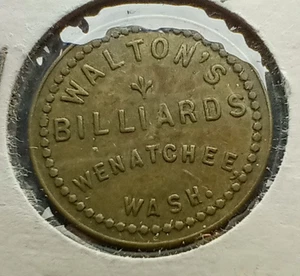 WALTON'S
BILLIARDS
WENATCHEE,
WASH.